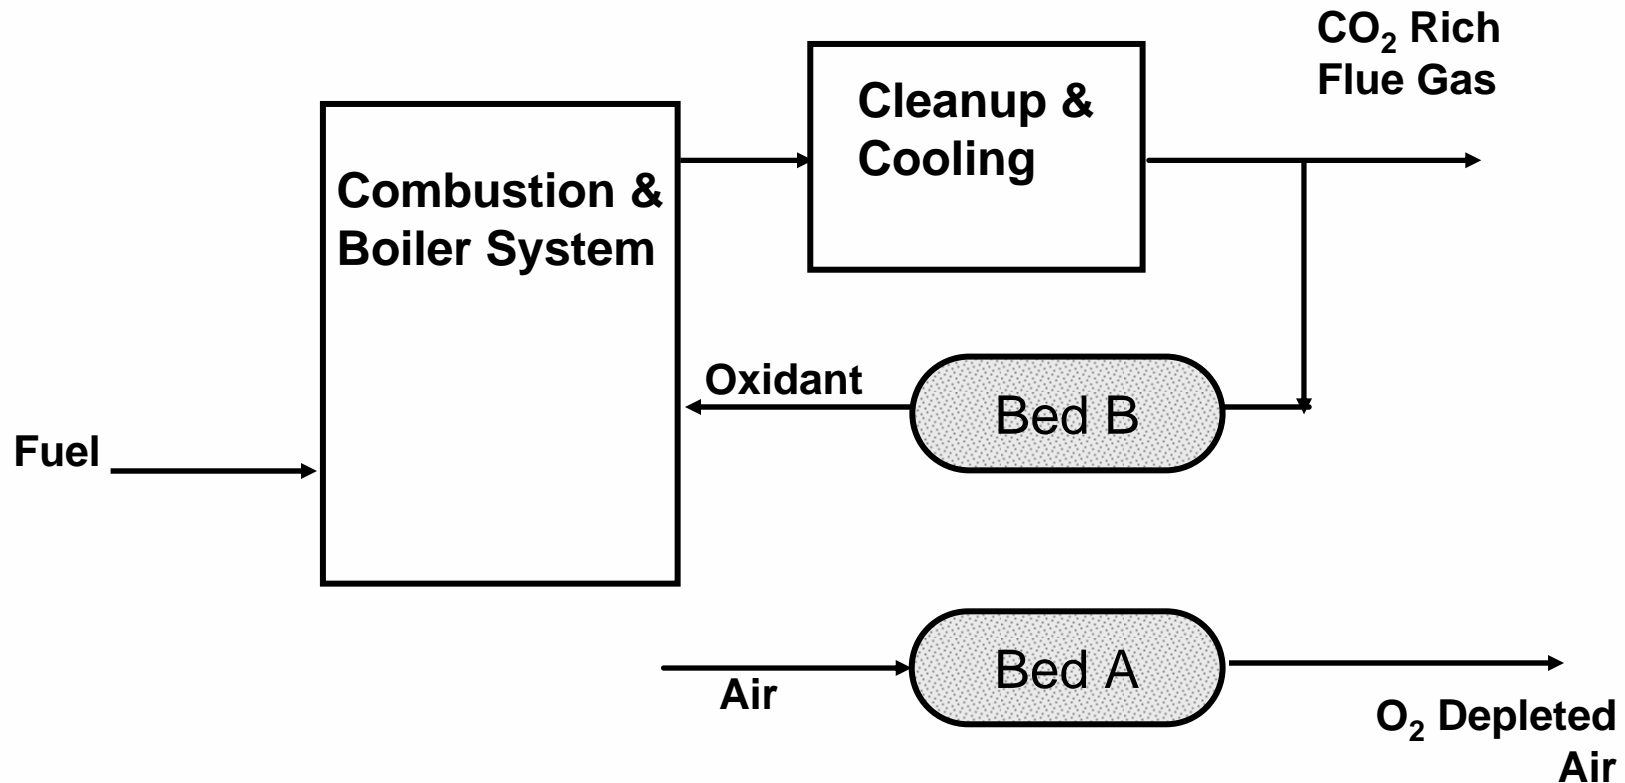 CO₂ Rich
Flue Gas
Cleanup &
Cooling
Combustion &
Boiler System
Oxidant
Bed B
Fuel
Bed A
Air
O₂ Depleted
Air